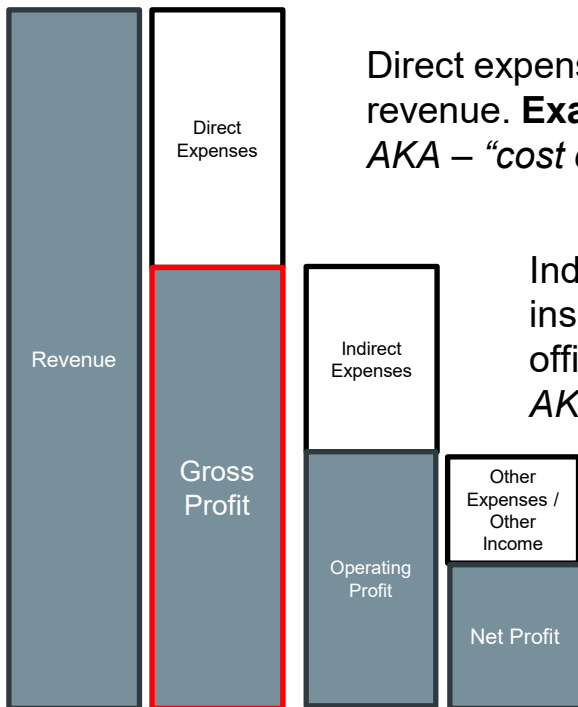 Direct
Expenses
Direct expens
revenue. Exa
AKA – “cost
Ind
ins
offi
AK
Revenue
Indirect
Expenses
Gross
Profit
Other
Expenses /
Other
Income
Operating
Profit
Net Profit